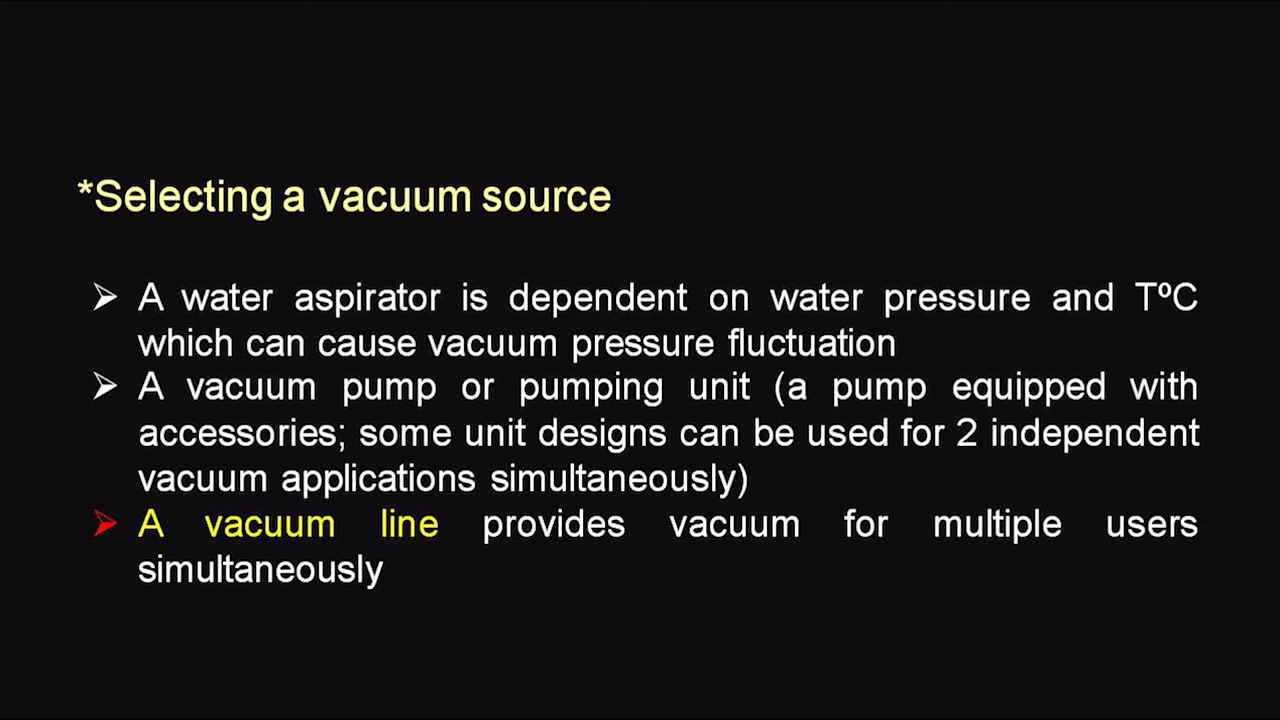 *Selecting a vacuum source
➢ A water aspirator is dependent on water pressure and TºC
which can cause vacuum pressure fluctuation
➢ A vacuum pump or pumping unit (a pump equipped with
accessories; some unit designs can be used for 2 independent
vacuum applications simultaneously)
➢ A vacuum line provides vacuum for multiple users
simultaneously